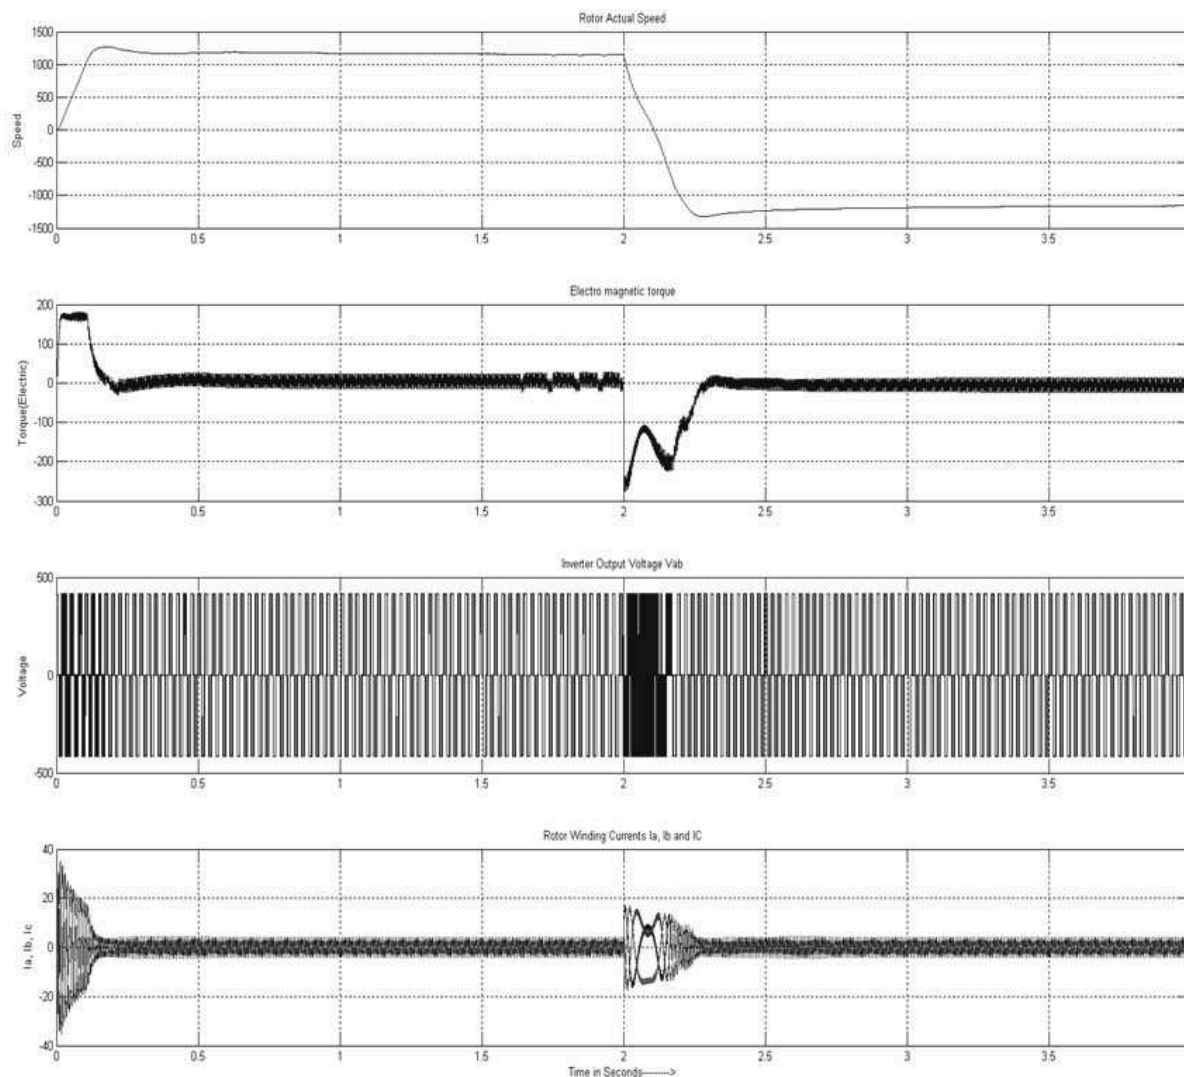 Rotor Actual Speed
Speed
1500
1000
500
0
-500
-1000
-1500
0 0.5 1 1.5 2 2.5 3 3.5
Electro magnetic torque
Torque(Electric)
200
100
0
-100
-200
-300
0 0.5 1 1.5 2 2.5 3 3.5
Inverter Output Voltage Vab
Voltage
500
0
-500
0 0.5 1 1.5 2 2.5 3 3.5
Rotor Winding Currents Ia, Ib and IC
Ia, Ib, Ic
40
20
0
-20
-40
0 0.5 1 1.5 2 2.5 3 3.5
Time in Seconds-------->